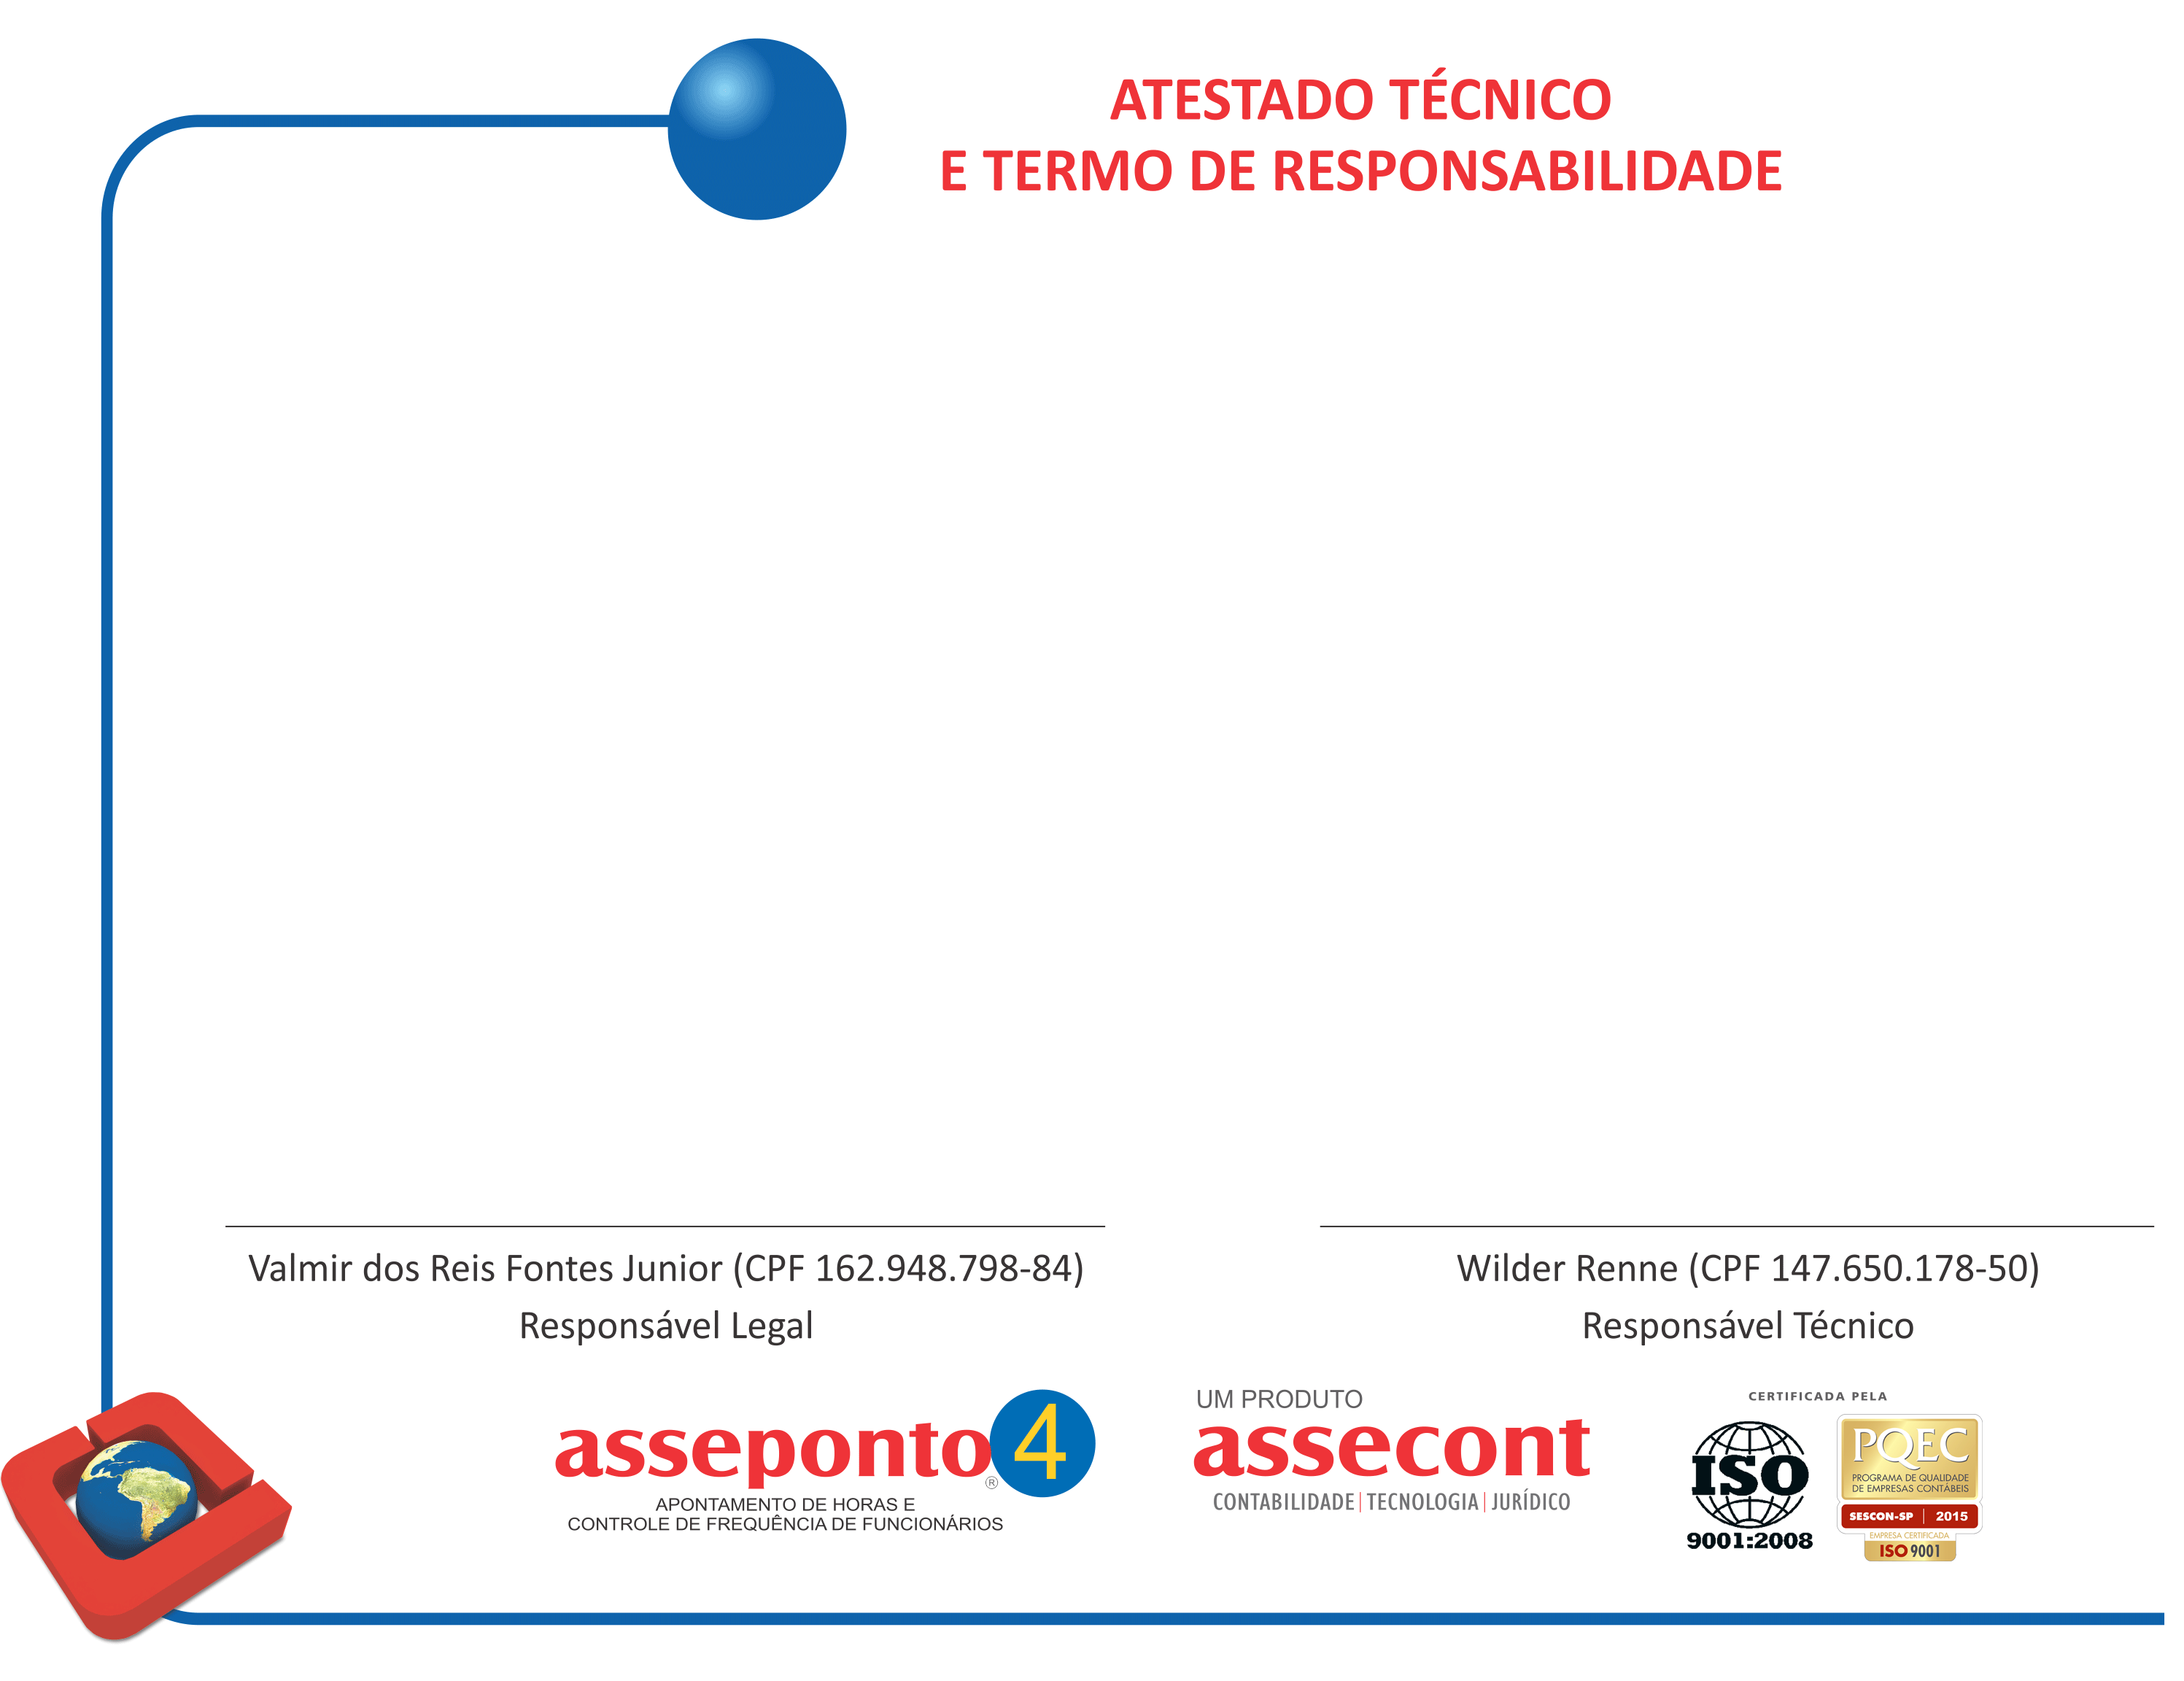 ATESTADO TÉCNICO
E TERMO DE RESPONSABILIDADE
Valmir dos Reis Fontes Junior (CPF 162.948.798-84)
Responsável Legal
Wilder Renne (CPF 147.650.178-50)
Responsável Técnico
asseponto® 4
APONTAMENTO DE HORAS E
CONTROLE DE FREQUÊNCIA DE FUNCIONÁRIOS
UM PRODUTO
assecont
CONTABILIDADE | TECNOLOGIA | JURÍDICO
CERTIFICADA PELA
ISO
9001:2008
PQEC
PROGRAMA DE QUALIDADE
DE EMPRESAS CONTÁBEIS
SESCON-SP | 2015
EMPRESA CERTIFICADA
ISO 9001